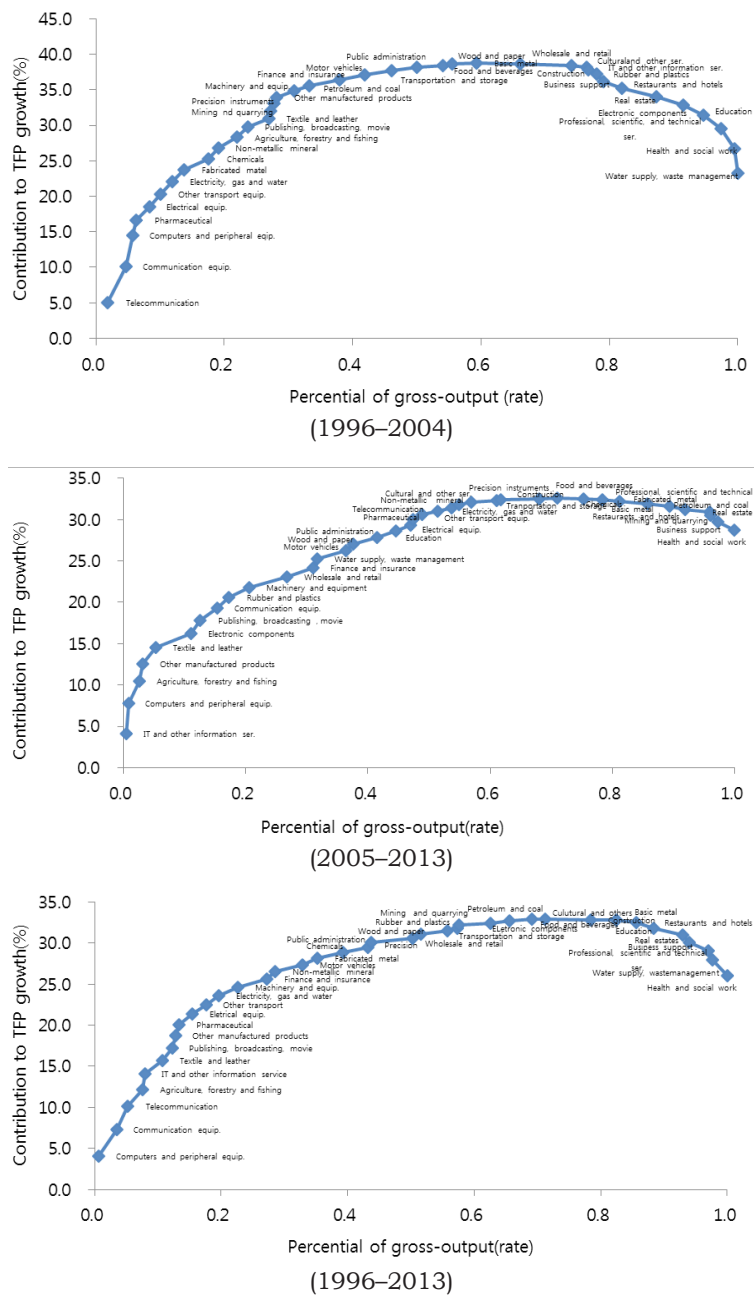 45.0
40.0
35.0
30.0
25.0
20.0
15.0
10.0
5.0
0.0
Contribution to TFP growth(%)
Public administration
Wood and paper
Wholesale and retail
Motor vehicles
Basic metal
Culturaland other ser.
Finance and insurance
Food and beverages
IT and other information ser.
Construction
Rubber and plastics
Machinery and equip.
Petroleum and coal
Transportation and storage
Business support
Restaurants and hotels
Precision instruments
Other manufactured products
Real estate
Mining nd quarrying
Electronic components
Education
Textile and leather
Professional, scientific, and technical
ser.
Publishing, broadcasting, movie
Agriculture, forestry and fishing
Non-metallic mineral
Health and social work
Chemicals
Fabricated matel
Electricity, gas and water
Water supply, waste management
Other transport equip.
Electrical equip.
Pharmaceutical
Computers and peripheral eqip.
Communication equip.
Telecommunication
0.0 0.2 0.4 0.6 0.8 1.0
Percential of gross-output (rate)
(1996–2004)
35.0
30.0
25.0
20.0
15.0
10.0
5.0
0.0
Contribution to TFP growth(%)
Precision instruments
Food and beverages
Cultural and other ser.
Construction
Professional, scientific and technical
Non-metallic mineral
Fabricated metal
Telecommunication
Tranportation and storage
Chemicals
Petroleum and coal
Pharmaceutical
Electricity, gas and water
Basic metal
Real estate
Other transport equip.
Restaurants and hotels
Mining and quarrying
Public administration
Electrical equip.
Business support
Wood and paper
Education
Health and social work
Motor vehicles
Water supply, waste management
Finance and insurance
Wholesale and retail
Machinery and equipment
Rubber and plastics
Communication equip.
Publishing, broadcasting , movie
Electronic components
Textile and leather
Other manufactured products
Agriculture, forestry and fishing
Computers and peripheral equip.
IT and other information ser.
0.0 0.2 0.4 0.6 0.8 1.0
Percential of gross-output(rate)
(2005–2013)
35.0
30.0
25.0
20.0
15.0
10.0
5.0
0.0
Contribution to TFP growth(%)
Petroleum and coal
Mining and quarrying
Culutural and others
Basic metal
Rubber and plastics
ELetronic components
Food and beverages
Construction
Restaurants and hotels
Wood and paper
Transportation and storage
Education
Public administration
Precision
Wholesale and retail
Real estates
Chemicals
Business support
Fabricated metal
Professional, scientific and technical
ser.
Motor vehicles
Non-metallic mineral
Water supply, wastemanagement
Finance and insurance
Machinery and equip.
Health and social work
Electricity, gas and water
Other transport
Eletrical equip.
Pharmaceutical
Other manufactured products
Publishing, broadcasting, movie
Textile and leather
IT and other information service
Agriculture, forestry and fishing
Telecommunication
Communication equip.
Computers and peripheral equip.
0.0 0.2 0.4 0.6 0.8 1.0
Percential of gross-output(rate)
(1996–2013)